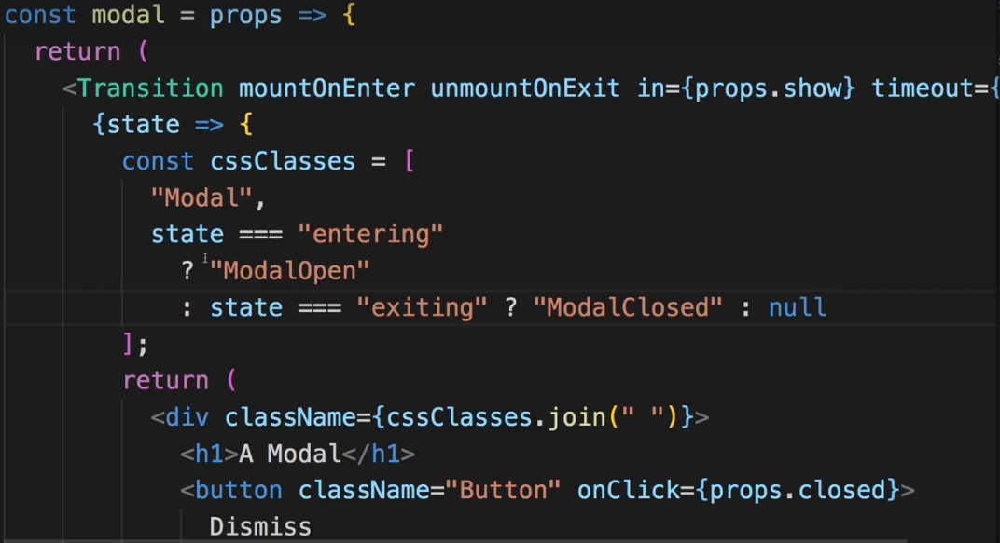 const modal = props => {
return (
<Transition mountOnEnter unmountOnExit in={props.show} timeout={
{state => {
const cssClasses = [
"Modal",
state === "entering"
? "ModalOpen"
: state === "exiting" ? "ModalClosed" : null
];
return (
<div className={cssClasses.join(" ")}>
<h1>A Modal</h1>
<button className="Button" onClick={props.closed}>
Dismiss